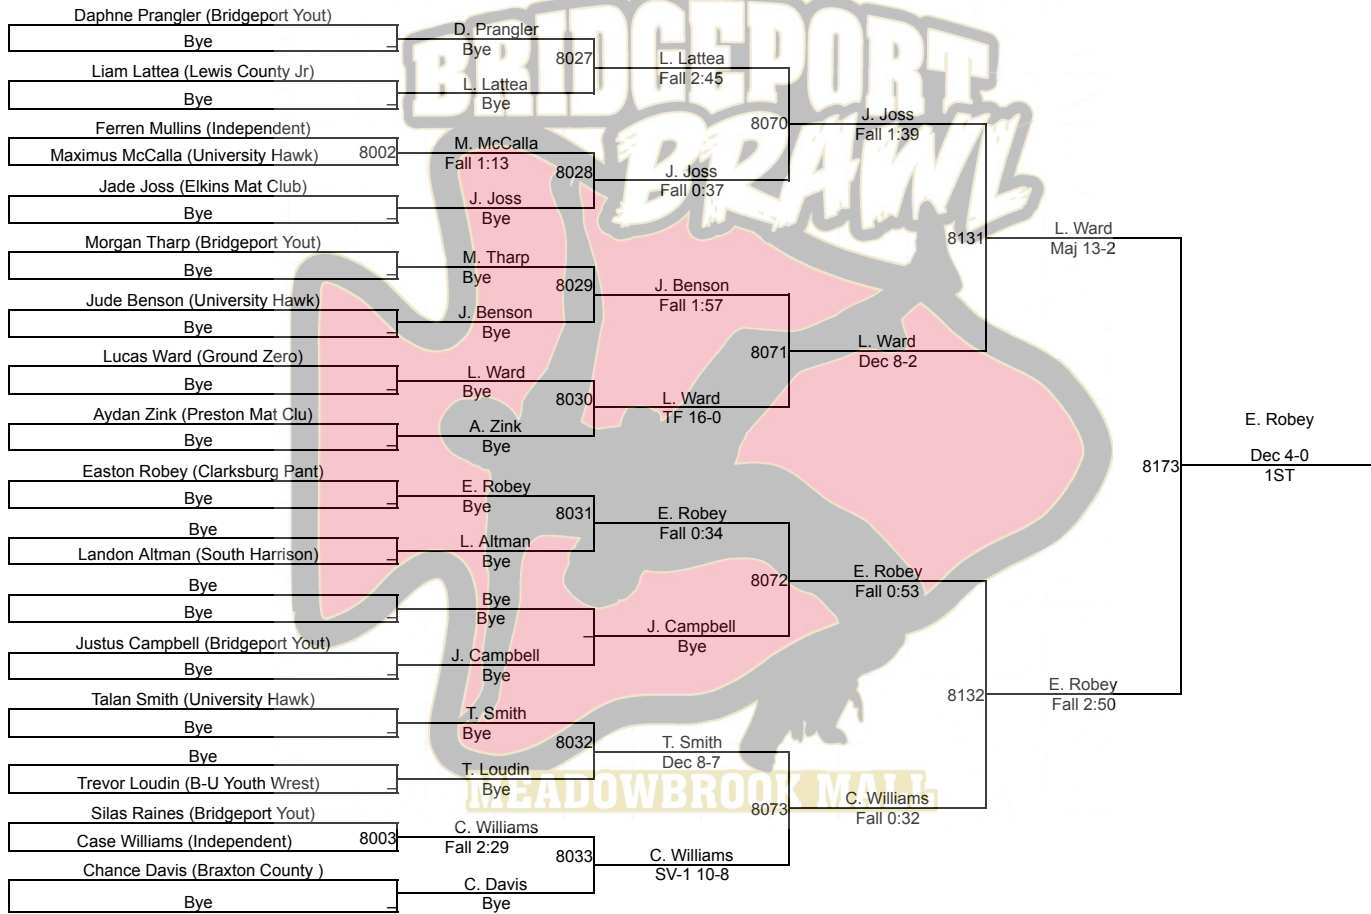 BRIDGEPORT
BRAWL
MEADOWBROOK MALL
Daphne Prangler (Bridgeport Yout)
Bye
_
Liam Lattea (Lewis County Jr)
Bye
_
Ferren Mullins (Independent)
Maximus McCalla (University Hawk)
8002
Jade Joss (Elkins Mat Club)
Bye
_
Morgan Tharp (Bridgeport Yout)
Bye
_
Jude Benson (University Hawk)
Bye
_
Lucas Ward (Ground Zero)
Bye
_
Aydan Zink (Preston Mat Clu)
Bye
_
Easton Robey (Clarksburg Pant)
Bye
_
Bye
Landon Altman (South Harrison)
_
Bye
Bye
_
Justus Campbell (Bridgeport Yout)
Bye
_
Talan Smith (University Hawk)
Bye
_
Bye
Trevor Loudin (B-U Youth Wrest)
_
Silas Raines (Bridgeport Yout)
Case Williams (Independent)
8003
Chance Davis (Braxton County )
Bye
_
D. Prangler
Bye
8027
L. Lattea
Bye
M. McCalla
Fall 1:13
8028
J. Joss
Bye
M. Tharp
Bye
8029
J. Benson
Bye
L. Ward
Bye
8030
A. Zink
Bye
E. Robey
Bye
8031
L. Altman
Bye
Bye
Bye
_
J. Campbell
Bye
T. Smith
Bye
8032
T. Loudin
Bye
C. Williams
Fall 2:29
8033
C. Davis
Bye
L. Lattea
Fall 2:45
8070
J. Joss
Fall 0:37
J. Benson
Fall 1:57
8071
L. Ward
TF 16-0
E. Robey
Fall 0:34
8072
J. Campbell
Bye
T. Smith
Dec 8-7
8073
C. Williams
SV-1 10-8
J. Joss
Fall 1:39
8131
L. Ward
Dec 8-2
E. Robey
Fall 0:53
8132
C. Williams
Fall 0:32
L. Ward
Maj 13-2
8173
E. Robey
Fall 2:50
E. Robey
Dec 4-0
1ST